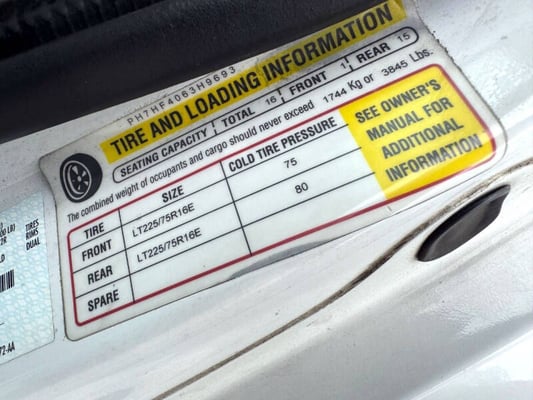 PH7HF4063H9693
TIRE AND LOADING INFORMATION
SEATING CAPACITY TOTAL 16 FRONT 1 REAR 15
The combined weight of occupants and cargo should never exceed 1744 Kg or 3845 Lbs.
TIRE SIZE COLD TIRE PRESSURE
FRONT LT225/75R16E 75
REAR LT225/75R16E 80
SPARE
SEE OWNER'S
MANUAL FOR
ADDITIONAL
INFORMATION
TIRES
RIMS
DUAL
72-AA